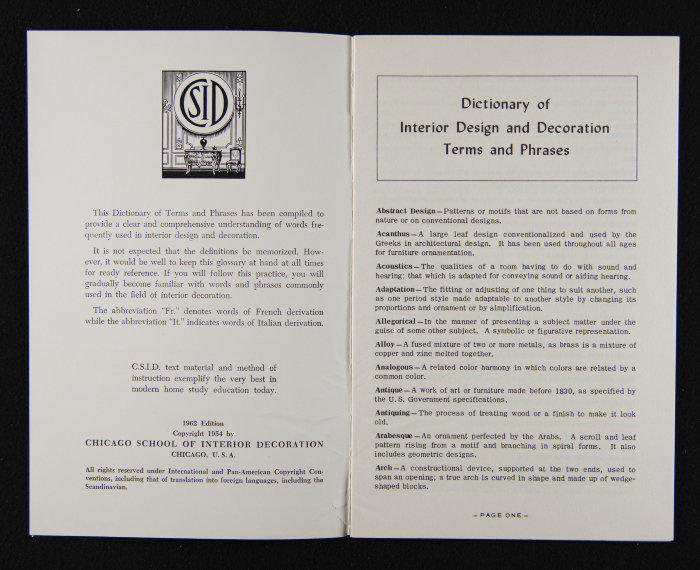 CSID
This Dictionary of Terms and Phrases has been compiled to
provide a clear and comprehensive understanding of words fre-
quently used in interior design and decoration.
It is not expected that the definitions be memorized. How-
ever, it would be well to keep this glossary at hand at all times
for ready reference. If you will follow this practice, you will
gradually become familiar with words and phrases commonly
used in the field of interior decoration.
The abbreviation "Fr." denotes words of French derivation
while the abbreviation "It." indicates words of Italian derivation.
C.S.I.D. text material and method of
instruction exemplify the very best in
modern home study education today.
1962 Edition
Copyright 1954 by
CHICAGO SCHOOL OF INTERIOR DECORATION
CHICAGO, U. S. A.
All rights reserved under International and Pan-American Copyright Con-
ventions, including that of translation into foreign languages, including the
Scandinavian.
Dictionary of
Interior Design and Decoration
Terms and Phrases
Abstract Design—Patterns or motifs that are not based on forms from
nature or on conventional designs.
Acanthus—A large leaf design conventionalized and used by the
Greeks in architectural design. It has been used throughout all ages
for furniture ornamentation.
Acoustics—The qualities of a room having to do with sound and
hearing; that which is adapted for conveying sound or aiding hearing.
Adaptation—The fitting or adjusting of one thing to suit another, such
as one period style made adaptable to another style by changing its
proportions and ornament or by simplification.
Allegorical—In the manner of presenting a subject matter under the
guise of some other subject. A symbolic or figurative representation.
Alloy—A fused mixture of two or more metals, as brass is a mixture of
copper and zinc melted together.
Analogous—A related color harmony in which colors are related by a
common color.
Antique—A work of art or furniture made before 1830, as specified by
the U. S. Government specifications.
Antiquing—The process of treating wood or a finish to make it look
old.
Arabesque—An ornament perfected by the Arabs. A scroll and leaf
pattern rising from a motif and branching in spiral forms. It also
includes geometric designs.
Arch—A constructional device, supported at the two ends, used to
span an opening; a true arch is curved in shape and made up of wedge-
shaped blocks.
– PAGE ONE –